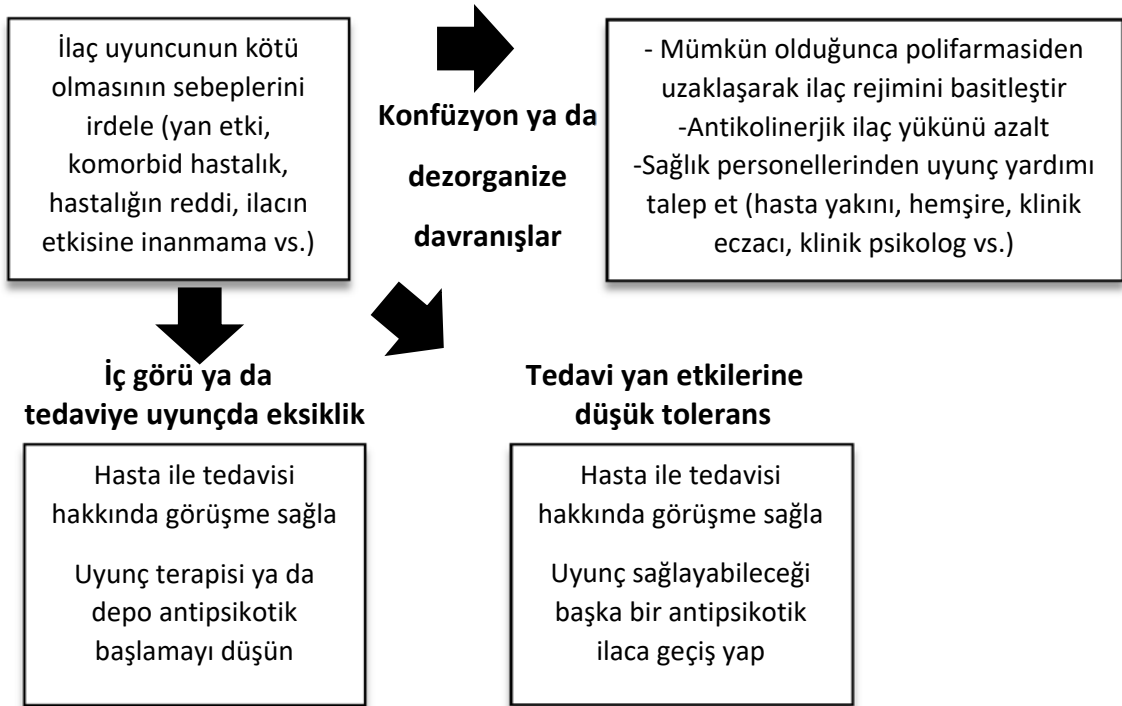 İlaç uyuncunun kötü
olmasının sebeplerini
irdele (yan etki,
komorbid hastalık,
hastalığın reddi, ilacın
etkisine inanmama vs.)
Konfüzyon ya da
dezorganize
davranışlar
- Mümkün olduğunca polifarmasiden
uzaklaşarak ilaç rejimini basitleştir
-Antikolinerjik ilaç yükünü azalt
-Sağlık personellerinden uyunç yardımı
talep et (hasta yakını, hemşire, klinik
eczacı, klinik psikolog vs.)
İç görü ya da
tedaviye uyunçda eksiklik
Hasta ile tedavisi
hakkında görüşme sağla
Uyunç terapisi ya da
depo antipsikotik
başlamayı düşün
Tedavi yan etkilerine
düşük tolerans
Hasta ile tedavisi
hakkında görüşme sağla
Uyunç sağlayabileceği
başka bir antipsikotik
ilaca geçiş yap